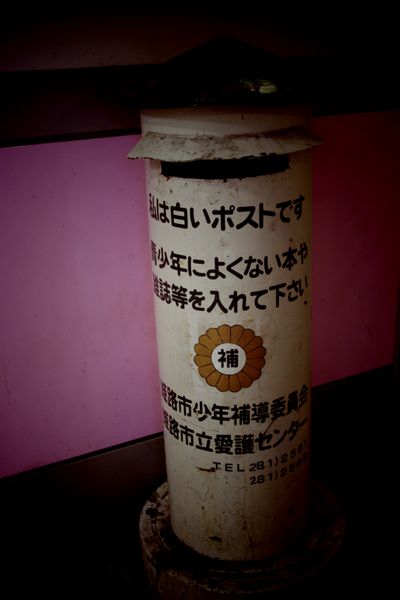 私は白いポストです
青少年によくない本や
雑誌等を入れて下さい
補
姫路市少年補導委員会
姫路市立愛護センター
TEL